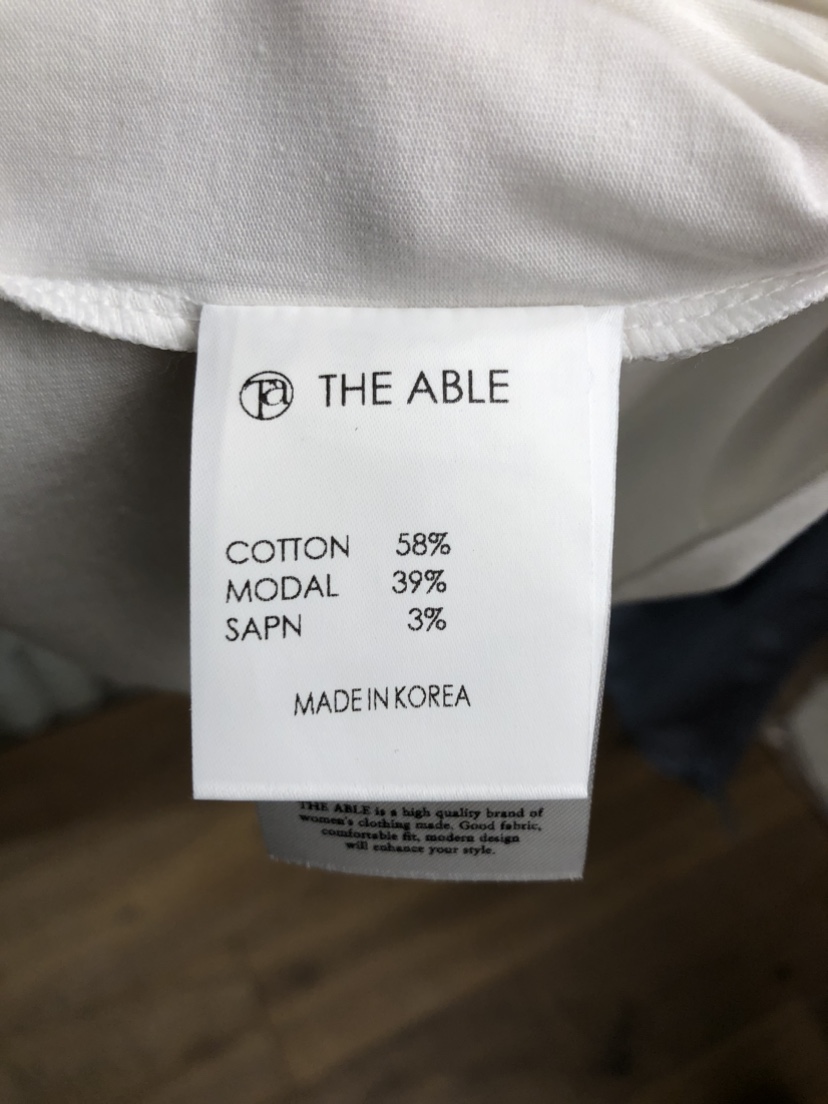 Ta THE ABLE
COTTON 58%
MODAL 39%
SAPN 3%
MADE IN KOREA
THE ABLE is a high quality brand of
women's clothing made. Good fabric,
comfortable fit, modern design
will enhance your style.